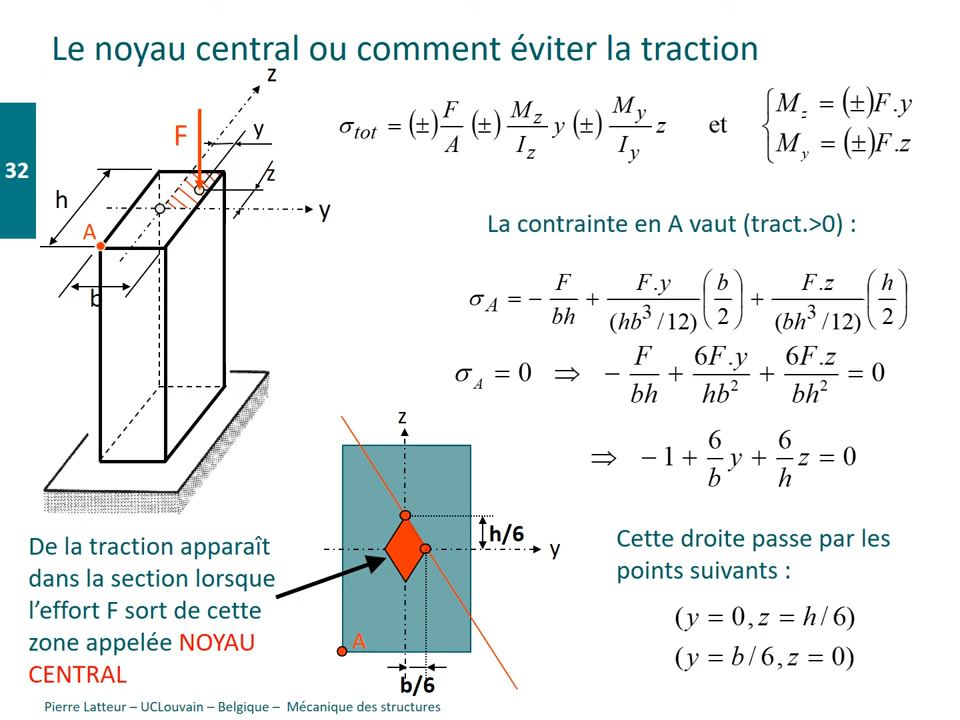 Le noyau central ou comment éviter la traction
32
z
F
y
z
h
y
A
b
σ_tot = (±) F/A (±) M_z/I_z y (±) M_y/I_y z et { M_z = (±)F.y
M_y = (±)F.z
La contrainte en A vaut (tract.>0) :
σ_A = − F/bh + F.y/(hb³/12) (b/2) + F.z/(bh³/12) (h/2)
σ_A = 0 ⇒ − F/bh + 6F.y/hb² + 6F.z/bh² = 0
⇒ −1 + 6/b y + 6/h z = 0
z
h/6
y
A
b/6
De la traction apparaît
dans la section lorsque
l’effort F sort de cette
zone appelée NOYAU
CENTRAL
Cette droite passe par les
points suivants :
(y = 0, z = h/6)
(y = b/6, z = 0)
Pierre Latteur – UCLouvain – Belgique – Mécanique des structures